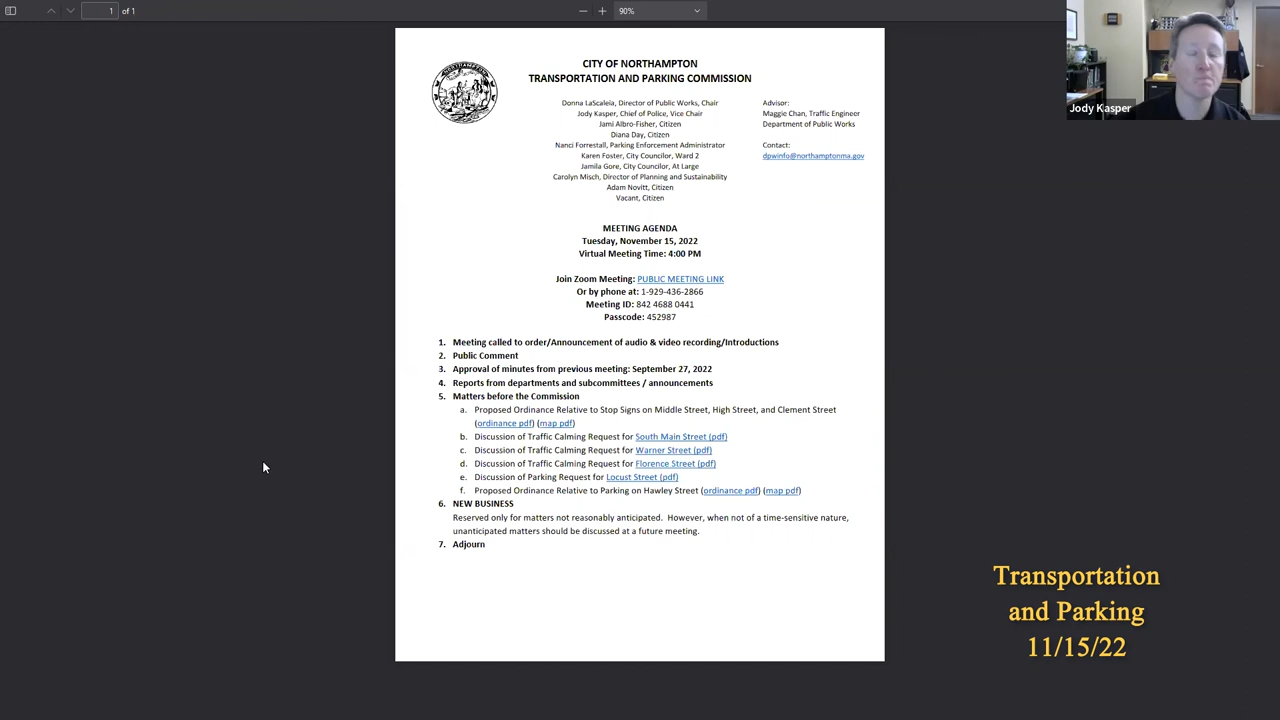 1 of 1
90%
Jody Kasper
NORTHAMPTON
CITY OF NORTHAMPTON
TRANSPORTATION AND PARKING COMMISSION
Donna LaScaleia, Director of Public Works, Chair
Jody Kasper, Chief of Police, Vice Chair
Jami Albro-Fisher, Citizen
Diana Day, Citizen
Nanci Forrestall, Parking Enforcement Administrator
Karen Foster, City Councilor, Ward 2
Jamila Gore, City Councilor, At Large
Carolyn Misch, Director of Planning and Sustainability
Adam Novitt, Citizen
Vacant, Citizen
Advisor:
Maggie Chan, Traffic Engineer
Department of Public Works
Contact:
dpwinfo@northamptonma.gov
MEETING AGENDA
Tuesday, November 15, 2022
Virtual Meeting Time: 4:00 PM
Join Zoom Meeting: PUBLIC MEETING LINK
Or by phone at: 1-929-436-2866
Meeting ID: 842 4688 0441
Passcode: 452987
1. Meeting called to order/Announcement of audio & video recording/Introductions
2. Public Comment
3. Approval of minutes from previous meeting: September 27, 2022
4. Reports from departments and subcommittees / announcements
5. Matters before the Commission
a. Proposed Ordinance Relative to Stop Signs on Middle Street, High Street, and Clement Street
(ordinance pdf) (map pdf)
b. Discussion of Traffic Calming Request for South Main Street (pdf)
c. Discussion of Traffic Calming Request for Warner Street (pdf)
d. Discussion of Traffic Calming Request for Florence Street (pdf)
e. Discussion of Parking Request for Locust Street (pdf)
f. Proposed Ordinance Relative to Parking on Hawley Street (ordinance pdf) (map pdf)
6. NEW BUSINESS
Reserved only for matters not reasonably anticipated. However, when not of a time-sensitive nature,
unanticipated matters should be discussed at a future meeting.
7. Adjourn
Transportation
and Parking
11/15/22